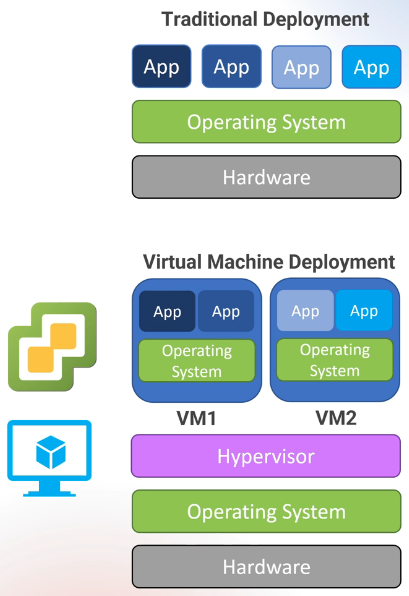 Traditional Deployment
App App App App
Operating System
Hardware
Virtual Machine Deployment
App App App App
Operating Operating
System System
VM1 VM2
Hypervisor
Operating System
Hardware